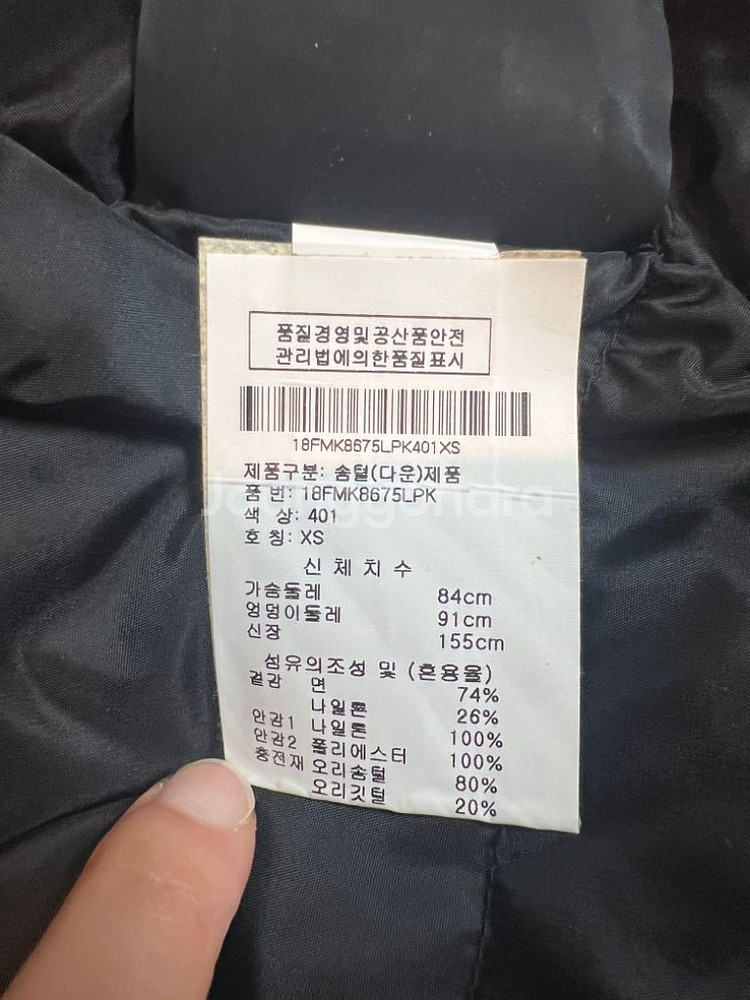 품질경영및공산품안전
관리법에의한품질표시
18FMK8675LPK401XS
제품구분: 솜털(다운)제품
품 번: 18FMK8675LPK
색 상: 401
호 칭: XS
신 체 치 수
가슴둘레 84cm
엉덩이둘레 91cm
신장 155cm
섬유의조성 및 (혼용율)
겉감 면 74%
나일론 26%
안감1 나일론 100%
안감2 폴리에스터 100%
충전재 오리솜털 80%
오리깃털 20%
Joonggonara